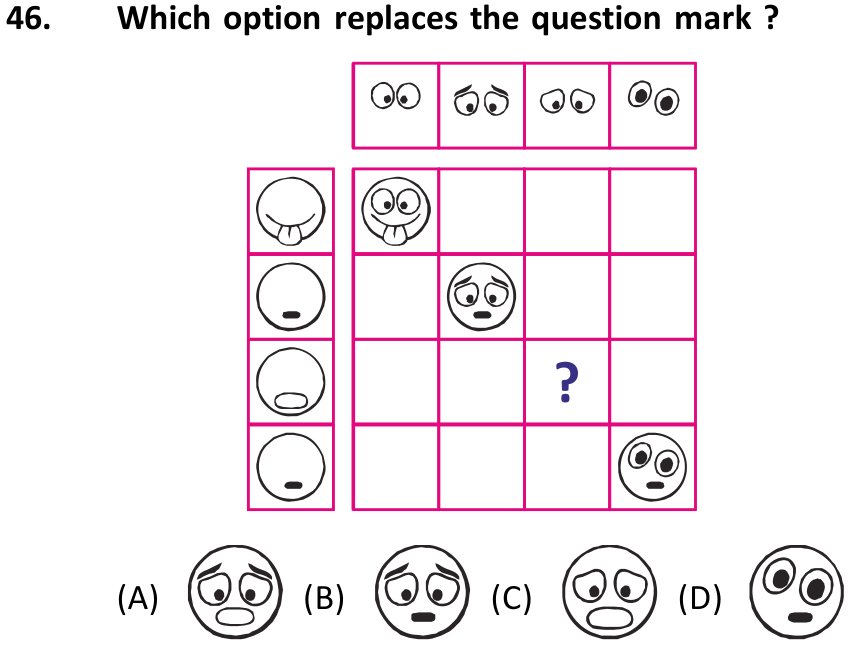 46. Which option replaces the question mark ?
?
(A) (B) (C) (D)